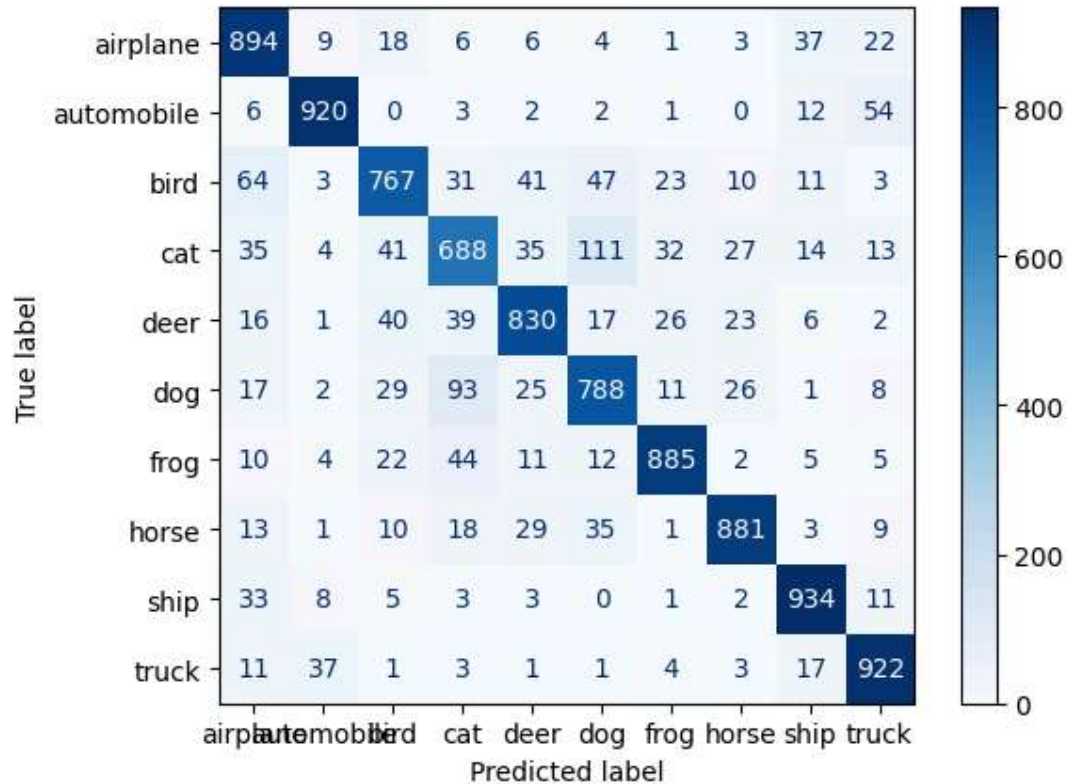 airplane 894 9 18 6 6 4 1 3 37 22
automobile 6 920 0 3 2 2 1 0 12 54
800
bird 64 3 767 31 41 47 23 10 11 3
cat 35 4 41 688 35 111 32 27 14 13
600
deer 16 1 40 39 830 17 26 23 6 2
True label
dog 17 2 29 93 25 788 11 26 1 8
400
frog 10 4 22 44 11 12 885 2 5 5
horse 13 1 10 18 29 35 1 881 3 9
200
ship 33 8 5 3 3 0 1 2 934 11
truck 11 37 1 3 1 1 4 3 17 922
0
airplane automobile bird cat deer dog frog horse ship truck
Predicted label